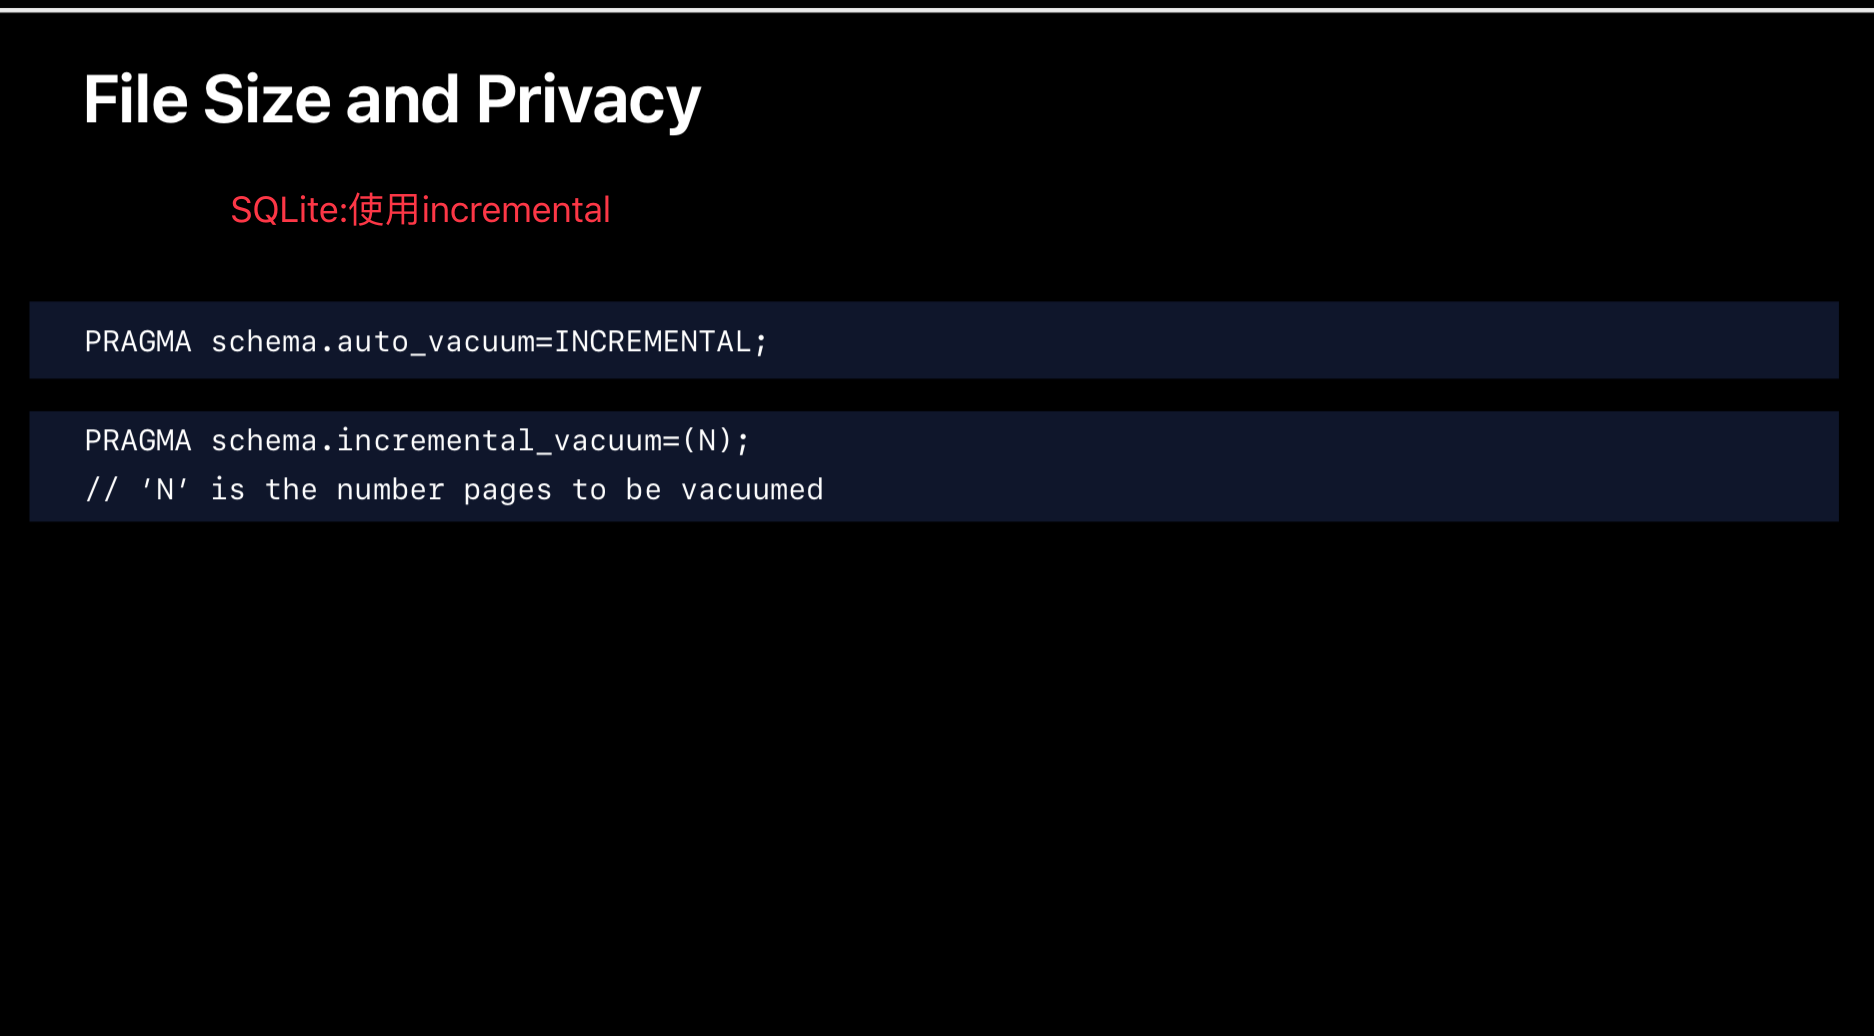 File Size and Privacy
SQLite:使用incremental
PRAGMA schema.auto_vacuum=INCREMENTAL;
PRAGMA schema.incremental_vacuum=(N);
// ‘N’ is the number pages to be vacuumed